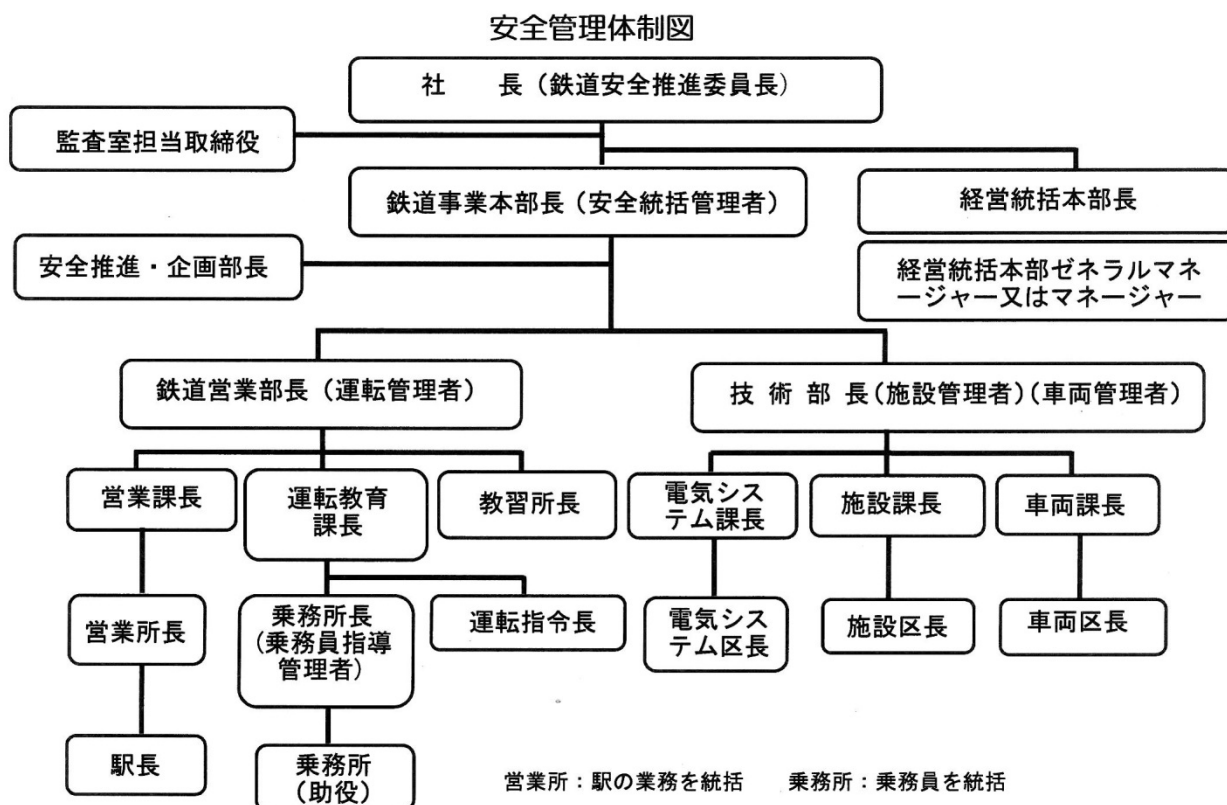 安全管理体制図
社　　長（鉄道安全推進委員長）
監査室担当取締役
鉄道事業本部長（安全統括管理者）
経営統括本部長
安全推進・企画部長
経営統括本部ゼネラルマネ
ージャー又はマネージャー
鉄道営業部長（運転管理者）
技 術 部 長（施設管理者）（車両管理者）
営業課長
運転教育
課長
教習所長
電気シス
テム課長
施設課長
車両課長
営業所長
乗務所長
(乗務員指導
管理者）
運転指令長
電気シス
テム区長
施設区長
車両区長
駅長
乗務所
（助役）
営業所：駅の業務を統括　　乗務所：乗務員を統括